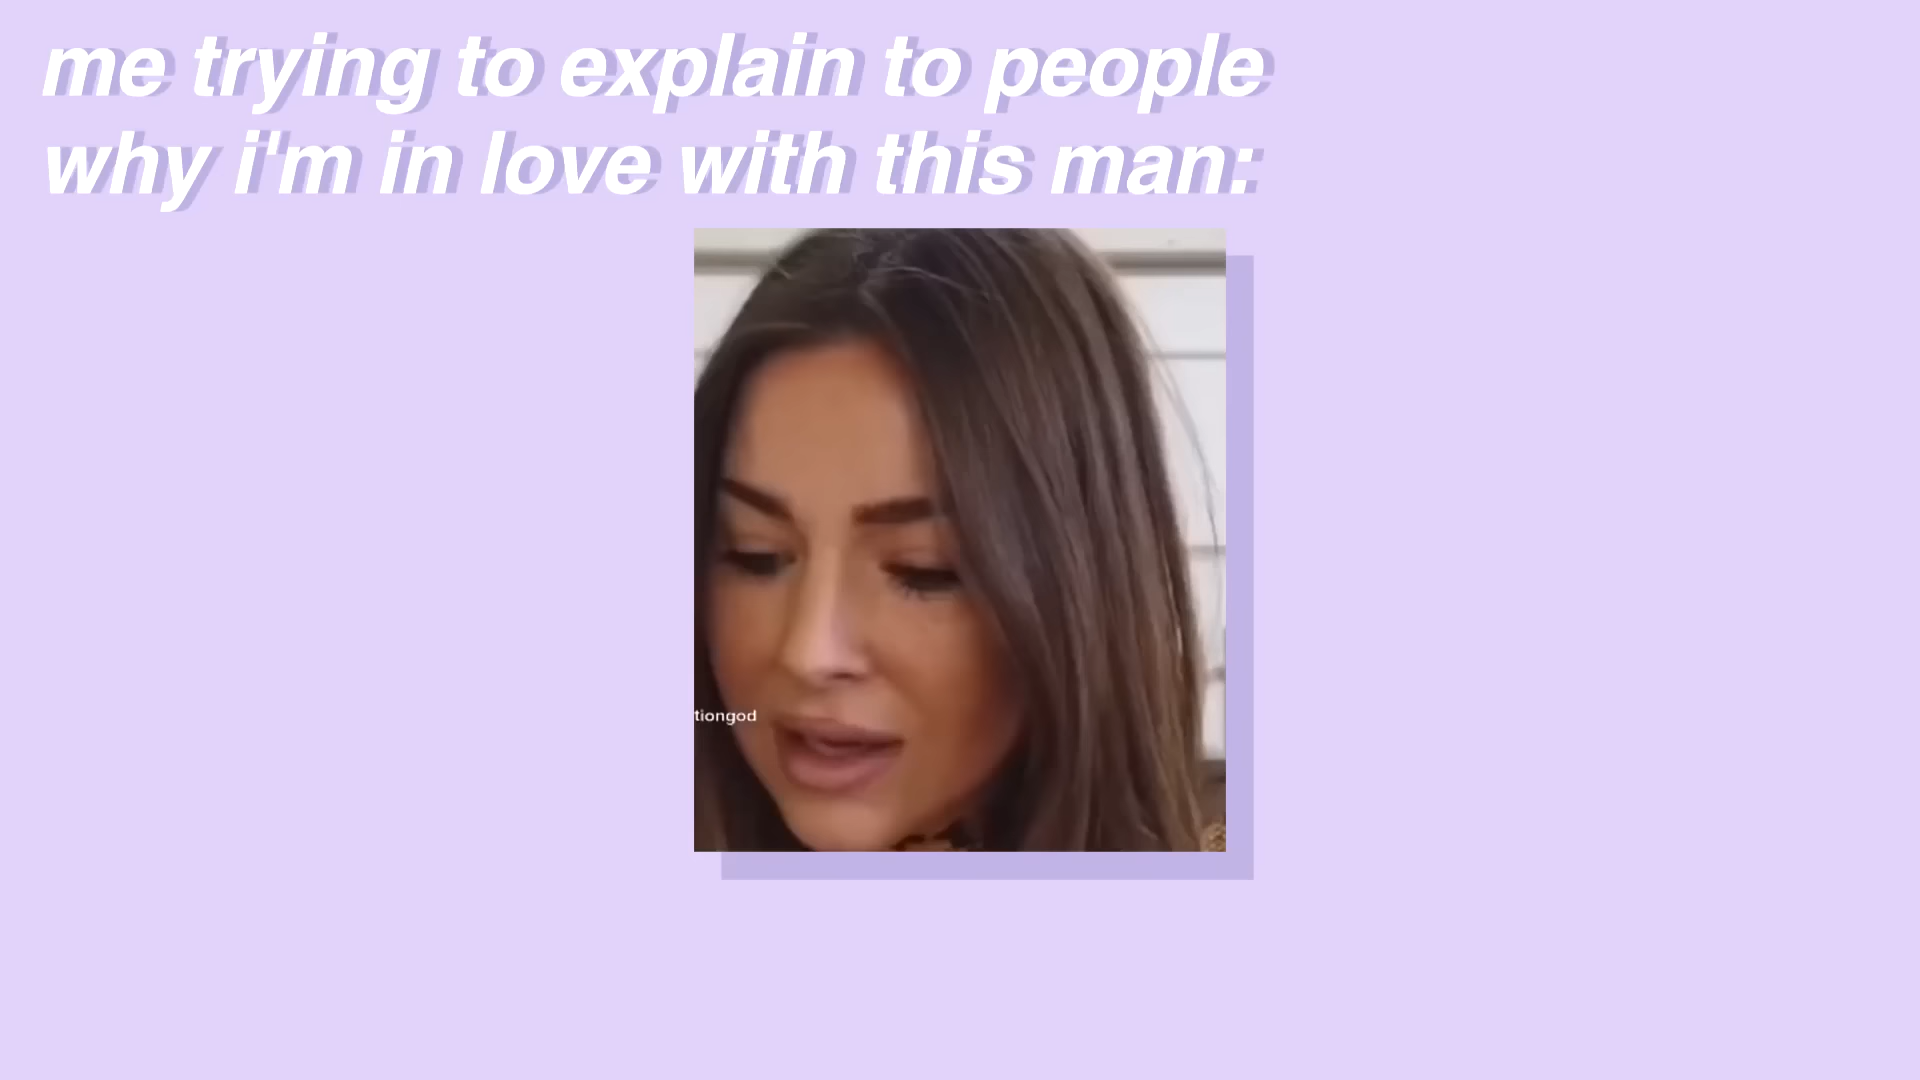 me trying to explain to people
why i'm in love with this man:
tiongod